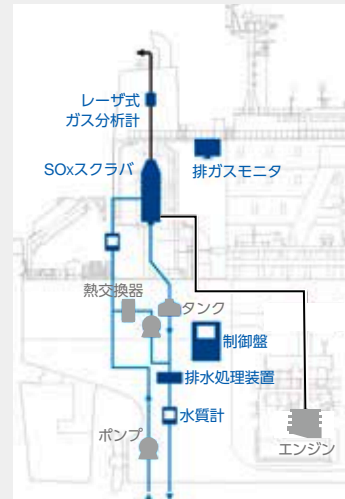 レーザ式
ガス分析計
SOxスクラバ
排ガスモニタ
熱交換器
タンク
制御盤
排水処理装置
水質計
ポンプ
エンジン